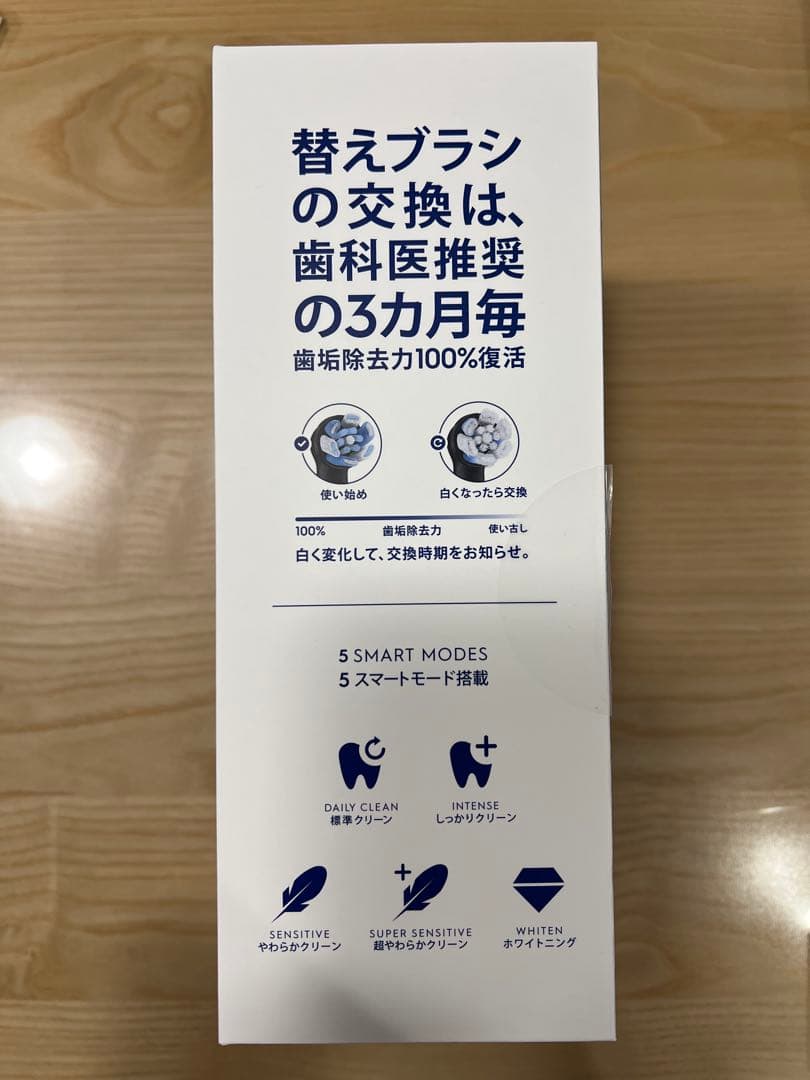 替えブラシ
の交換は、
歯科医推奨
の3カ月毎
歯垢除去力100%復活
使い始め
白くなったら交換
100%
歯垢除去力
使い古し
白く変化して、交換時期をお知らせ。
5 SMART MODES
5 スマートモード搭載
DAILY CLEAN
標準クリーン
INTENSE
しっかりクリーン
SENSITIVE
やわらかクリーン
SUPER SENSITIVE
超やわらかクリーン
WHITEN
ホワイトニング